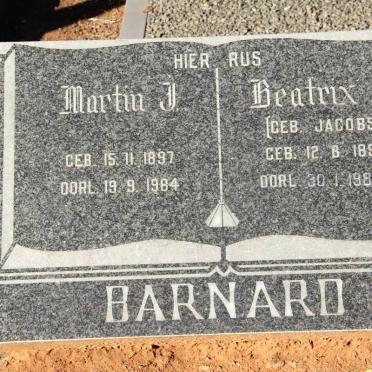 HIER RUS
Martin J.
GEB. 15. 11. 1897
OORL. 19. 9. 1984
Beatrix
[GEB. JACOBS
GEB. 12. 8. 189
OORL. 30. 1. 198
BARNARD